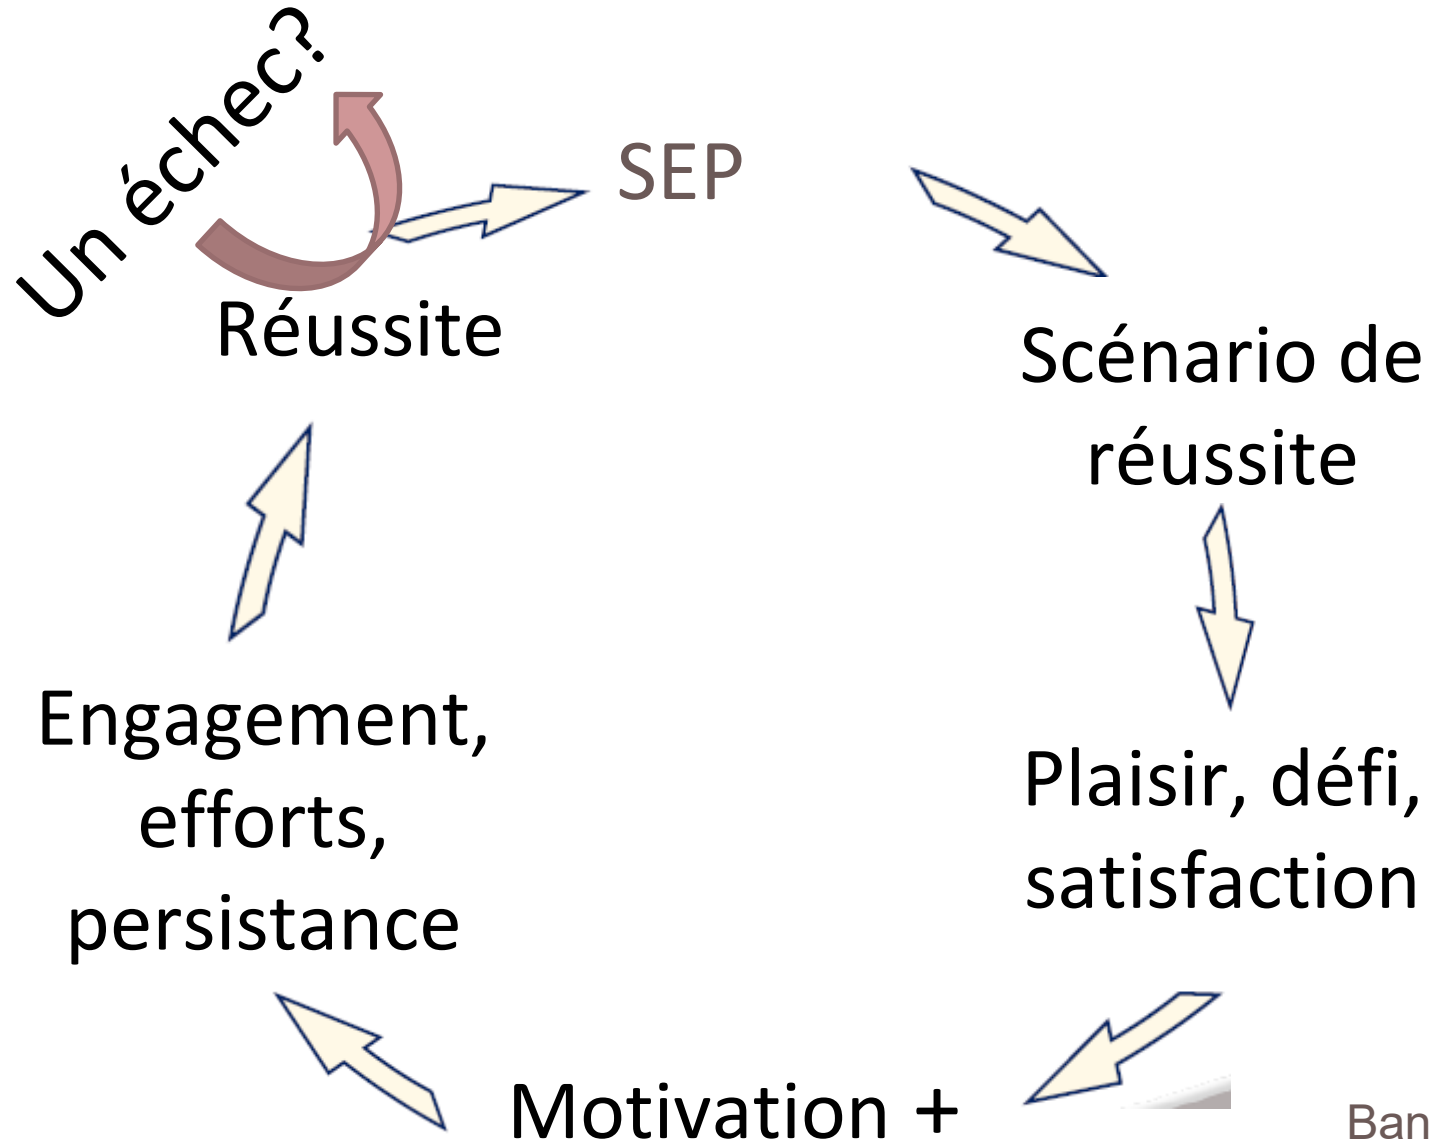 Un échec?
SEP
Réussite
Scénario de
réussite
Engagement,
efforts,
persistance
Plaisir, défi,
satisfaction
Motivation +
Ban